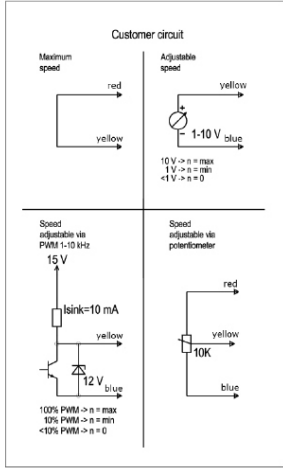 Customer circuit
Maximum
speed
red
yellow
Adjustable
speed
yellow
+
1-10 V
-
blue
10 V -> n = max
1 V -> n = min
<1 V -> n = 0
Speed
adjustable via
PWM 1-10 kHz
15 V
Isink=10 mA
yellow
12 V
blue
100% PWM -> n = max
10% PWM -> n = min
<10% PWM -> n = 0
Speed
adjustable via
potentiometer
red
yellow
10K
blue